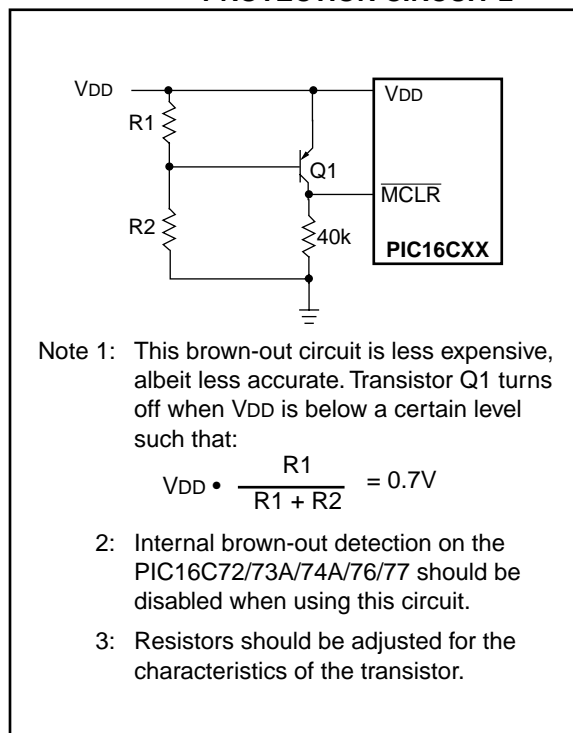 PROTECTION CIRCUIT 2
VDD
VDD
R1
Q1
MCLR
R2
40k
PIC16CXX
Note 1: This brown-out circuit is less expensive,
albeit less accurate. Transistor Q1 turns
off when VDD is below a certain level
such that:
VDD • R1 / R1 + R2 = 0.7V
2: Internal brown-out detection on the
PIC16C72/73A/74A/76/77 should be
disabled when using this circuit.
3: Resistors should be adjusted for the
characteristics of the transistor.